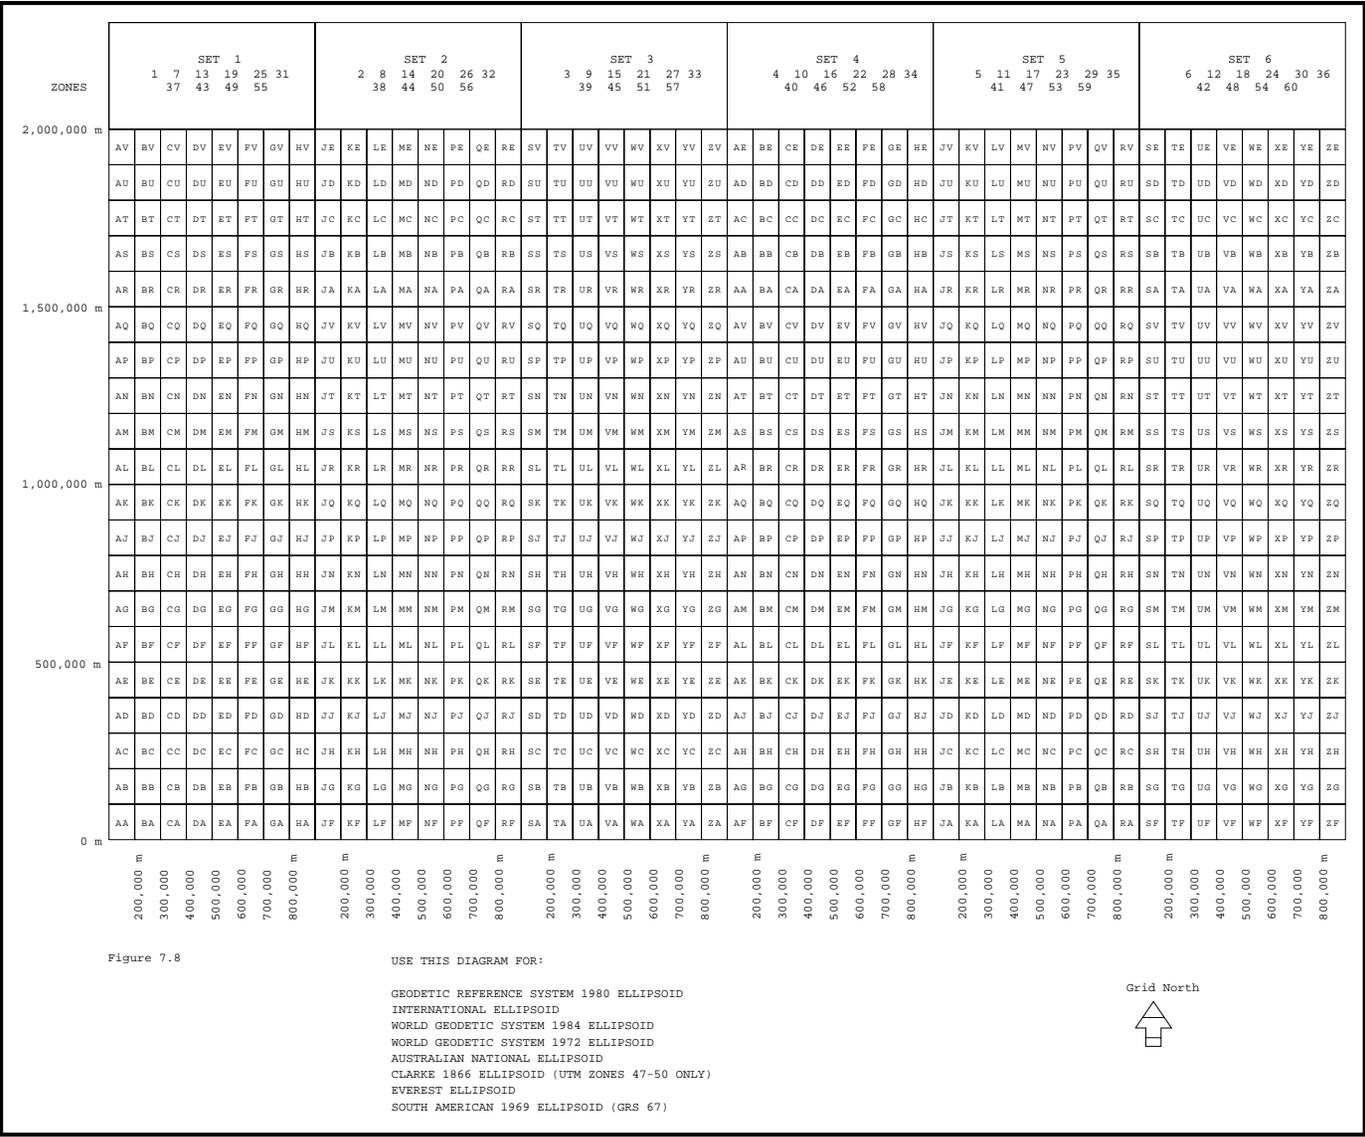 SET 1 SET 2 SET 3 SET 4 SET 5 SET 6
1 7 13 19 25 31 2 8 14 20 26 32 3 9 15 21 27 33 4 10 16 22 28 34 5 11 17 23 29 35 6 12 18 24 30 36
ZONES 37 43 49 55 38 44 50 56 39 45 51 57 40 46 52 58 41 47 53 59 42 48 54 60
2,000,000 m
AV BV CV DV EV FV GV HV JE KE LE ME NE PE QE RE SV TV UV VV WV XV YV ZV AE BE CE DE EE FE GE HE JV KV LV MV NV PV QV RV SE TE UE VE WE XE YE ZE
AU BU CU DU EU FU GU HU JD KD LD MD ND PD QD RD SU TU UU VU WU XU YU ZU AD BD CD DD ED FD GD HD JU KU LU MU NU PU QU RU SD TD UD VD WD XD YD ZD
AT BT CT DT ET FT GT HT JC KC LC MC NC PC QC RC ST TT UT VT WT XT YT ZT AC BC CC DC EC FC GC HC JT KT LT MT NT PT QT RT SC TC UC VC WC XC YC ZC
AS BS CS DS ES FS GS HS JB KB LB MB NB PB QB RB SS TS US VS WS XS YS ZS AB BB CB DB EB FB GB HB JS KS LS MS NS PS QS RS SB TB UB VB WB XB YB ZB
AR BR CR DR ER FR GR HR JA KA LA MA NA PA QA RA SR TR UR VR WR XR YR ZR AA BA CA DA EA FA GA HA JR KR LR MR NR PR QR RR SA TA UA VA WA XA YA ZA
1,500,000 m
AQ BQ CQ DQ EQ FQ GQ HQ JV KV LV MV NV PV QV RV SQ TQ UQ VQ WQ XQ YQ ZQ AV BV CV DV EV FV GV HV JQ KQ LQ MQ NQ PQ QQ RQ SV TV UV VV WV XV YV ZV
AP BP CP DP EP FP GP HP JU KU LU MU NU PU QU RU SP TP UP VP WP XP YP ZP AU BU CU DU EU FU GU HU JP KP LP MP NP PP QP RP SU TU UU VU WU XU YU ZU
AN BN CN DN EN FN GN HN JT KT LT MT NT PT QT RT SN TN UN VN WN XN YN ZN AT BT CT DT ET FT GT HT JN KN LN MN NN PN QN RN ST TT UT VT WT XT YT ZT
AM BM CM DM EM FM GM HM JS KS LS MS NS PS QS RS SM TM UM VM WM XM YM ZM AS BS CS DS ES FS GS HS JM KM LM MM NM PM QM RM SS TS US VS WS XS YS ZS
AL BL CL DL EL FL GL HL JR KR LR MR NR PR QR RR SL TL UL VL WL XL YL ZL AR BR CR DR ER FR GR HR JL KL LL ML NL PL QL RL SR TR UR VR WR XR YR ZR
1,000,000 m
AK BK CK DK EK FK GK HK JQ KQ LQ MQ NQ PQ QQ RQ SK TK UK VK WK XK YK ZK AQ BQ CQ DQ EQ FQ GQ HQ JK KK LK MK NK PK QK RK SQ TQ UQ VQ WQ XQ YQ ZQ
AJ BJ CJ DJ EJ FJ GJ HJ JP KP LP MP NP PP QP RP SJ TJ UJ VJ WJ XJ YJ ZJ AP BP CP DP EP FP GP HP JJ KJ LJ MJ NJ PJ QJ RJ SP TP UP VP WP XP YP ZP
AH BH CH DH EH FH GH HH JN KN LN MN NN PN QN RN SH TH UH VH WH XH YH ZH AN BN CN DN EN FN GN HN JH KH LH MH NH PH QH RH SN TN UN VN WN XN YN ZN
AG BG CG DG EG FG GG HG JM KM LM MM NM PM QM RM SG TG UG VG WG XG YG ZG AM BM CM DM EM FM GM HM JG KG LG MG NG PG QG RG SM TM UM VM WM XM YM ZM
AF BF CF DF EF FF GF HF JL KL LL ML NL PL QL RL SF TF UF VF WF XF YF ZF AL BL CL DL EL FL GL HL JF KF LF MF NF PF QF RF SL TL UL VL WL XL YL ZL
500,000 m
AE BE CE DE EE FE GE HE JK KK LK MK NK PK QK RK SE TE UE VE WE XE YE ZE AK BK CK DK EK FK GK HK JE KE LE ME NE PE QE RE SK TK UK VK WK XK YK ZK
AD BD CD DD ED FD GD HD JJ KJ LJ MJ NJ PJ QJ RJ SD TD UD VD WD XD YD ZD AJ BJ CJ DJ EJ FJ GJ HJ JD KD LD MD ND PD QD RD SJ TJ UJ VJ WJ XJ YJ ZJ
AC BC CC DC EC FC GC HC JH KH LH MH NH PH QH RH SC TC UC VC WC XC YC ZC AH BH CH DH EH FH GH HH JC KC LC MC NC PC QC RC SH TH UH VH WH XH YH ZH
AB BB CB DB EB FB GB HB JG KG LG MG NG PG QG RG SB TB UB VB WB XB YB ZB AG BG CG DG EG FG GG HG JB KB LB MB NB PB QB RB SG TG UG VG WG XG YG ZG
AA BA CA DA EA FA GA HA JF KF LF MF NF PF QF RF SA TA UA VA WA XA YA ZA AF BF CF DF EF FF GF HF JA KA LA MA NA PA QA RA SF TF UF VF WF XF YF ZF
0 m
200,000 m 300,000 400,000 500,000 600,000 700,000 800,000 m 200,000 m 300,000 400,000 500,000 600,000 700,000 800,000 m 200,000 m 300,000 400,000 500,000 600,000 700,000 800,000 m 200,000 m 300,000 400,000 500,000 600,000 700,000 800,000 m 200,000 m 300,000 400,000 500,000 600,000 700,000 800,000 m 200,000 m 300,000 400,000 500,000 600,000 700,000 800,000 m
Figure 7.8
USE THIS DIAGRAM FOR:
GEODETIC REFERENCE SYSTEM 1980 ELLIPSOID
INTERNATIONAL ELLIPSOID
WORLD GEODETIC SYSTEM 1984 ELLIPSOID
WORLD GEODETIC SYSTEM 1972 ELLIPSOID
AUSTRALIAN NATIONAL ELLIPSOID
CLARKE 1866 ELLIPSOID (UTM ZONES 47-50 ONLY)
EVEREST ELLIPSOID
SOUTH AMERICAN 1969 ELLIPSOID (GRS 67)
Grid North